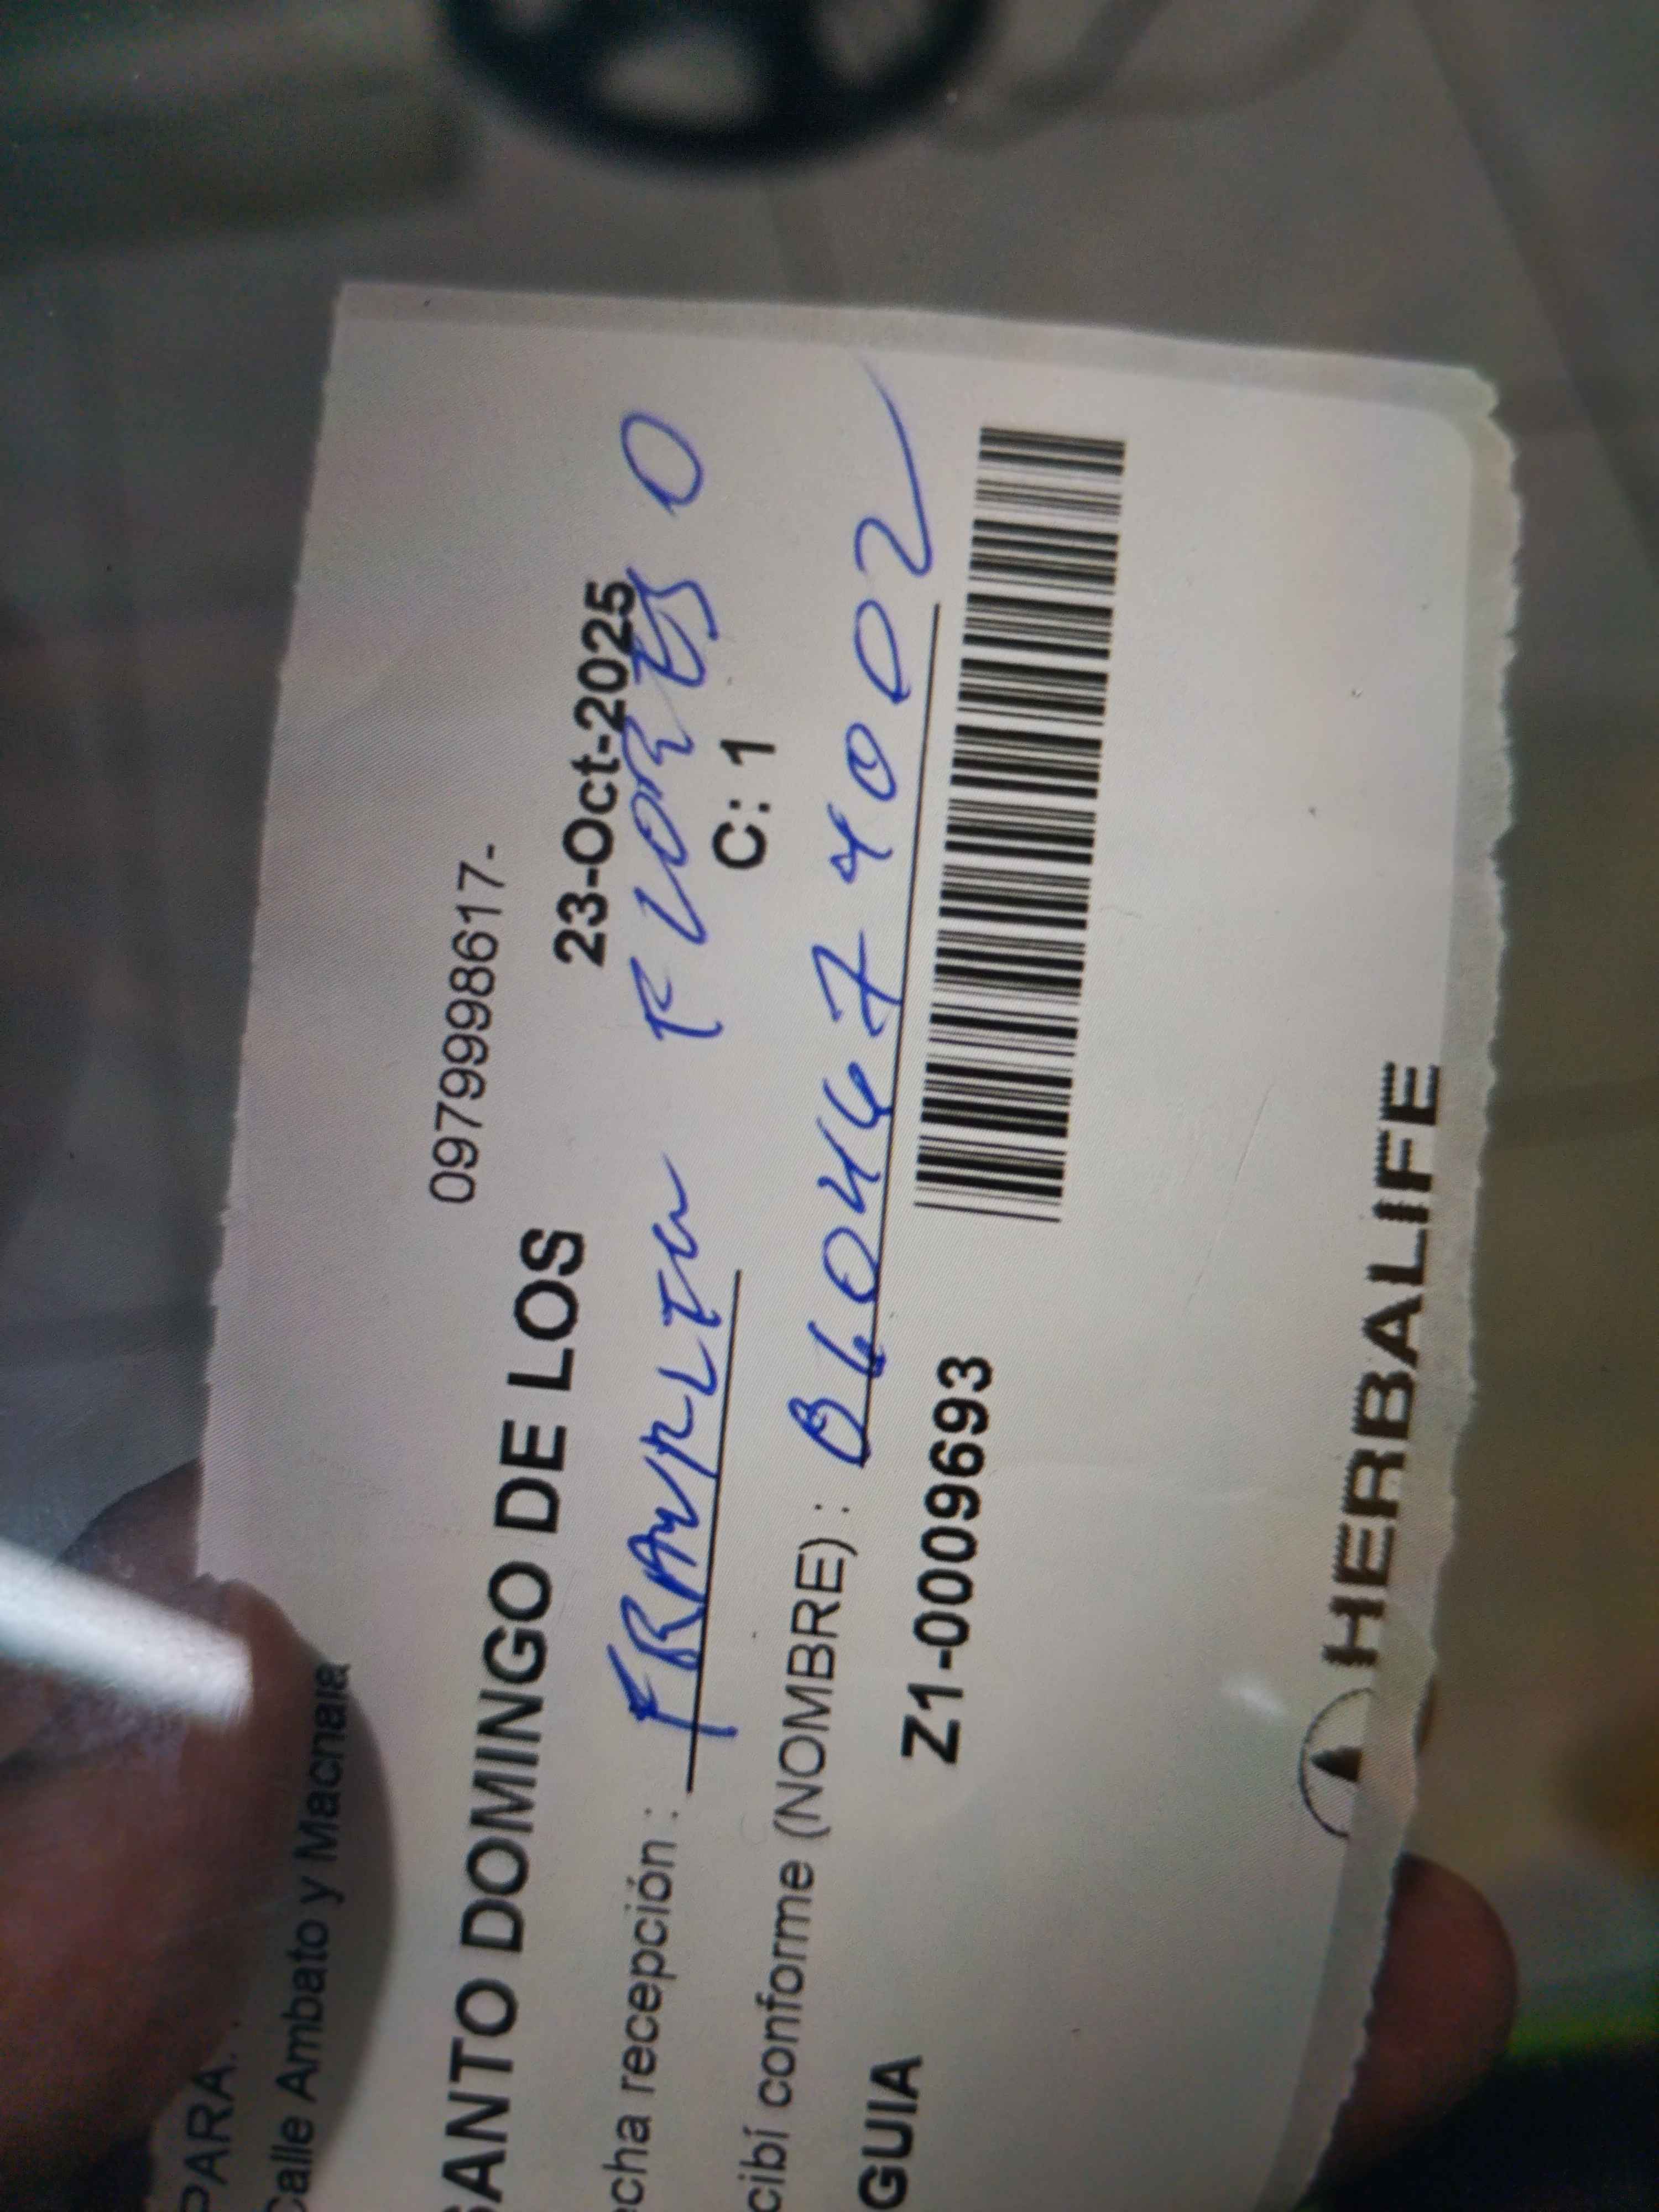 PARA:
Calle Ambato y Machala
0979998617-
SANTO DOMINGO DE LOS
23-Oct-2025
echa recepción : FRANKLIN FLORES O
C: 1
cibí conforme (NOMBRE) :
GUIA Z1-0009693
HERBALIFE